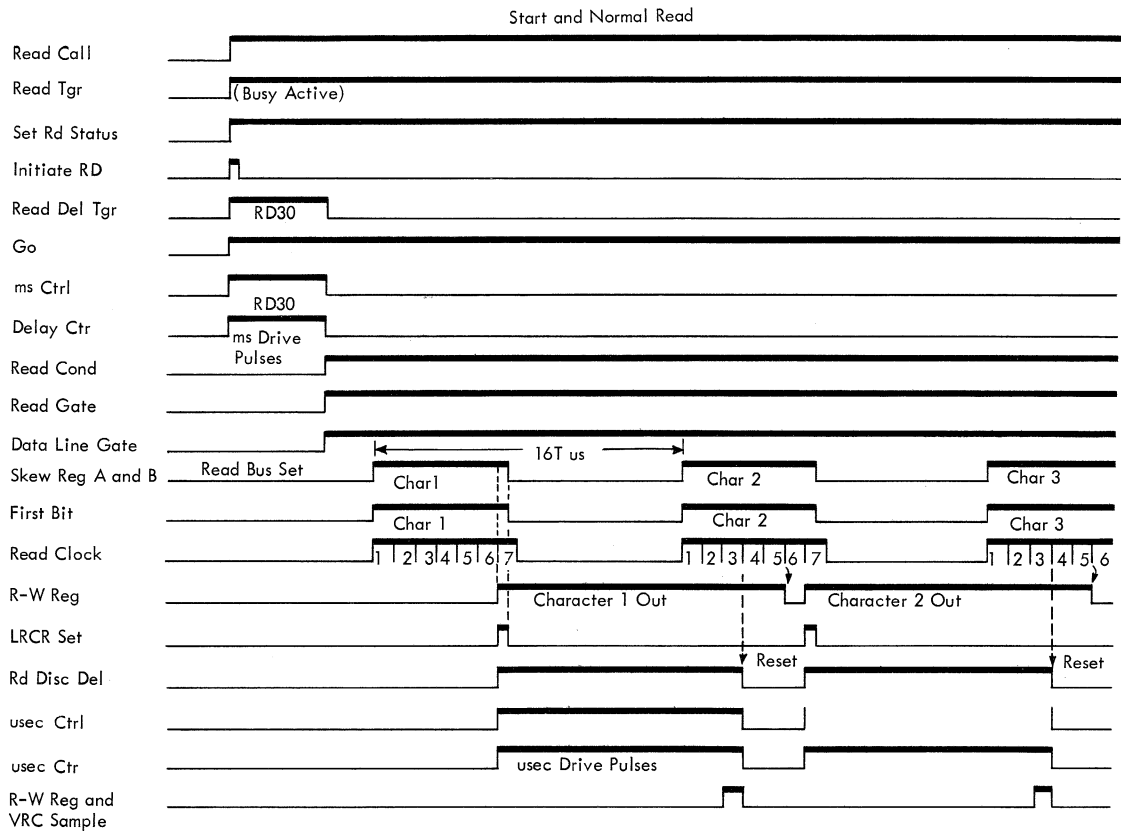 Start and Normal Read
Read Call
Read Tgr
(Busy Active)
Set Rd Status
Initiate RD
Read Del Tgr
RD30
Go
ms Ctrl
RD30
Delay Ctr
ms Drive
Pulses
Read Cond
Read Gate
Data Line Gate
16T us
Skew Reg A and B
Read Bus Set
Char1
Char 2
Char 3
First Bit
Char 1
Char 2
Char 3
Read Clock
1 2 3 4 5 6 7
1 2 3 4 5 6 7
1 2 3 4 5 6
R-W Reg
Character 1 Out
Character 2 Out
LRCR Set
Rd Disc Del
Reset
Reset
usec Ctrl
usec Ctr
usec Drive Pulses
R-W Reg and
VRC Sample